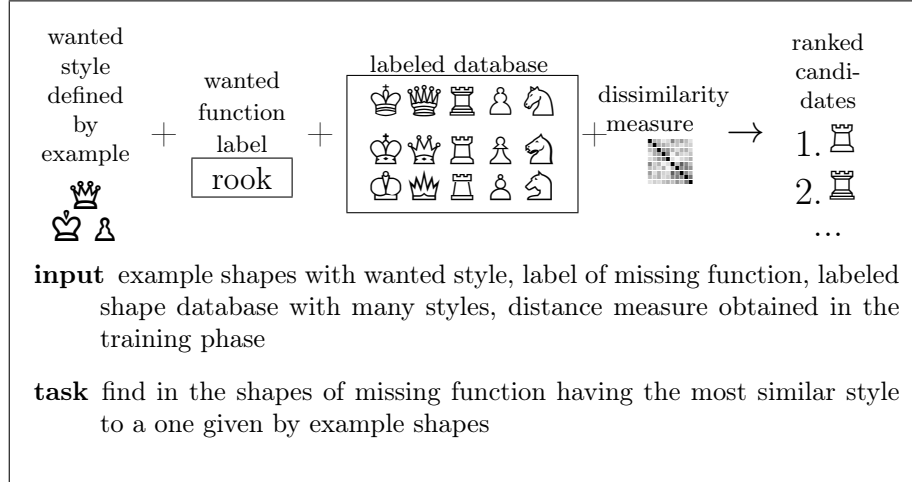 wanted
style
defined
by
example
+
wanted
function
label
rook
+
labeled database
+
dissimilarity
measure
→
ranked
candi-
dates
1.
2.
...
input example shapes with wanted style, label of missing function, labeled
shape database with many styles, distance measure obtained in the
training phase
task find in the shapes of missing function having the most similar style
to a one given by example shapes